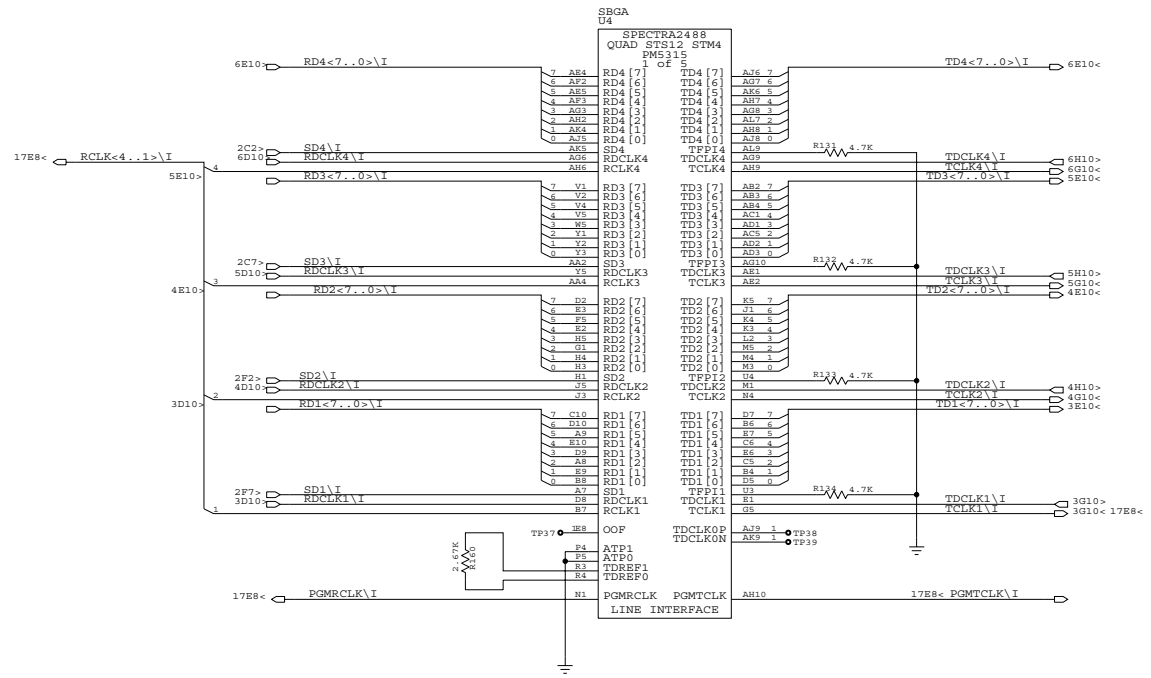 SBGA
U4
SPECTRA2488
QUAD STS12 STM4
PM5315
1 of 5
6E10> RD4<7..0>\I TD4<7..0>\I 6E10<
7 AE4 RD4[7] TD4[7] AJ6 7
6 AF2 RD4[6] TD4[6] AG7 6
5 AE5 RD4[5] TD4[5] AK6 5
4 AF3 RD4[4] TD4[4] AH7 4
3 AG3 RD4[3] TD4[3] AG8 3
2 AH2 RD4[2] TD4[2] AL7 2
1 AK4 RD4[1] TD4[1] AH8 1
0 AJ5 RD4[0] TD4[0] AJ8 0
2C2> SD4\I AK5 SD4 TFPI4 AL9 R131 4.7K
17E8< RCLK<4..1>\I 6D10> RDCLK4\I AG6 RDCLK4 TDCLK4 AG9 TDCLK4\I 6H10>
4 AH6 RCLK4 TCLK4 AH9 TCLK4\I 6G10<
5E10> RD3<7..0>\I TD3<7..0>\I 5E10<
7 V1 RD3[7] TD3[7] AB2 7
6 V2 RD3[6] TD3[6] AB3 6
5 V4 RD3[5] TD3[5] AB4 5
4 V5 RD3[4] TD3[4] AC1 4
3 W5 RD3[3] TD3[3] AD1 3
2 Y1 RD3[2] TD3[2] AC5 2
1 Y2 RD3[1] TD3[1] AD2 1
0 Y3 RD3[0] TD3[0] AD3 0
2C7> SD3\I AA2 SD3 TFPI3 AG10 R132 4.7K
5D10> RDCLK3\I Y5 RDCLK3 TDCLK3 AE1 TDCLK3\I 5H10>
3 AA4 RCLK3 TCLK3 AE2 TCLK3\I 5G10<
4E10> RD2<7..0>\I TD2<7..0>\I 4E10<
7 D2 RD2[7] TD2[7] K5 7
6 E3 RD2[6] TD2[6] J1 6
5 F5 RD2[5] TD2[5] K4 5
4 E2 RD2[4] TD2[4] K3 4
3 H5 RD2[3] TD2[3] L2 3
2 G1 RD2[2] TD2[2] M5 2
1 H4 RD2[1] TD2[1] M4 1
0 H3 RD2[0] TD2[0] M3 0
2F2> SD2\I H1 SD2 TFPI2 U4 R133 4.7K
4D10> RDCLK2\I J5 RDCLK2 TDCLK2 M1 TDCLK2\I 4H10>
2 J3 RCLK2 TCLK2 N4 TCLK2\I 4G10<
3D10> RD1<7..0>\I TD1<7..0>\I 3E10<
7 C10 RD1[7] TD1[7] D7 7
6 D10 RD1[6] TD1[6] B6 6
5 A9 RD1[5] TD1[5] E7 5
4 E10 RD1[4] TD1[4] C6 4
3 D9 RD1[3] TD1[3] E6 3
2 A8 RD1[2] TD1[2] C5 2
1 E9 RD1[1] TD1[1] B4 1
0 B8 RD1[0] TD1[0] D5 0
2F7> SD1\I A7 SD1 TFPI1 U3 R134 4.7K
3D10> RDCLK1\I D8 RDCLK1 TDCLK1 E1 TDCLK1\I 3G10>
1 B7 RCLK1 TCLK1 G5 TCLK1\I 3G10< 17E8<
TP37 1 E8 OOF TDCLK0P AJ9 1 TP38
TDCLK0N AK9 1 TP39
P4 ATP1
P5 ATP0
2.67K R160
R3 TDREF1
R4 TDREF0
17E8< PGMRCLK\I N1 PGMRCLK PGMTCLK AH10 17E8< PGMTCLK\I
LINE INTERFACE